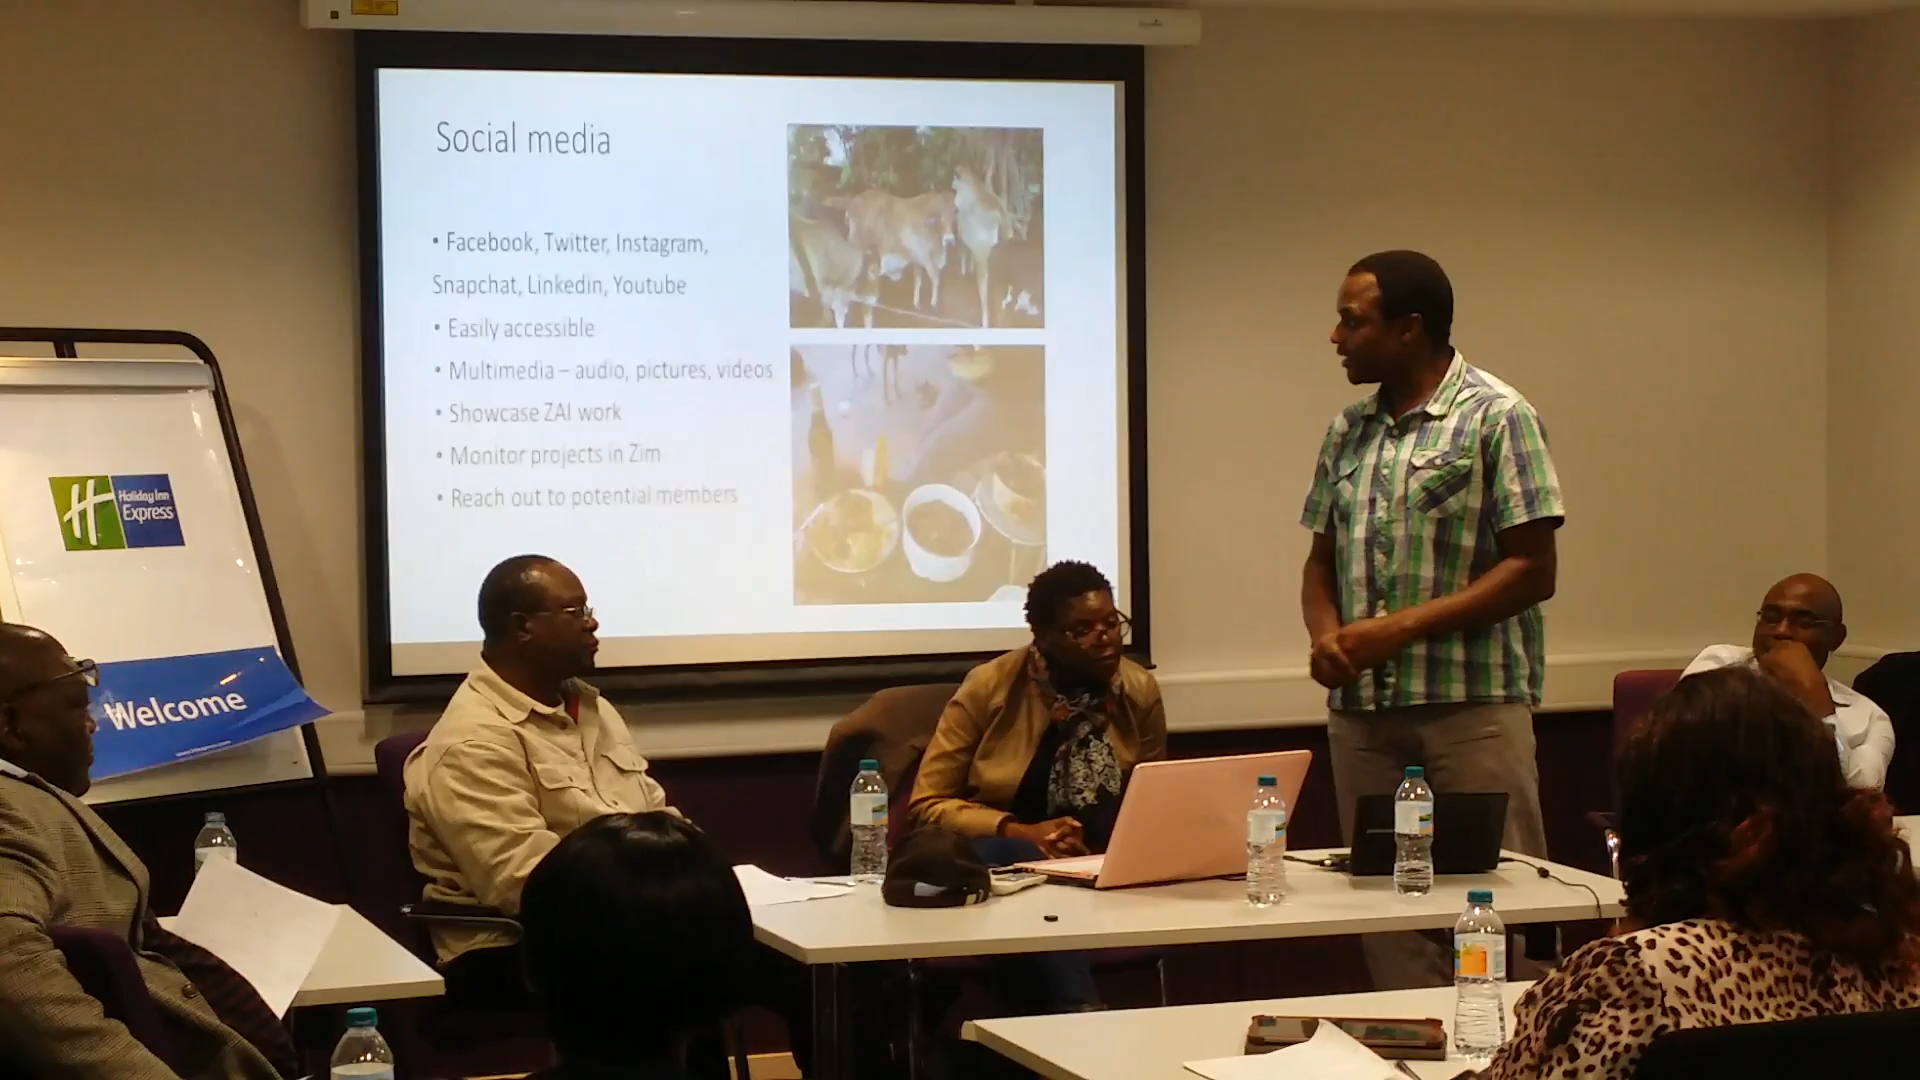 Social media
• Facebook, Twitter, Instagram,
Snapchat, Linkedin, Youtube
• Easily accessible
• Multimedia – audio, pictures, videos
• Showcase ZAI work
• Monitor projects in Zim
• Reach out to potential members
H
Holiday Inn
Express
Welcome